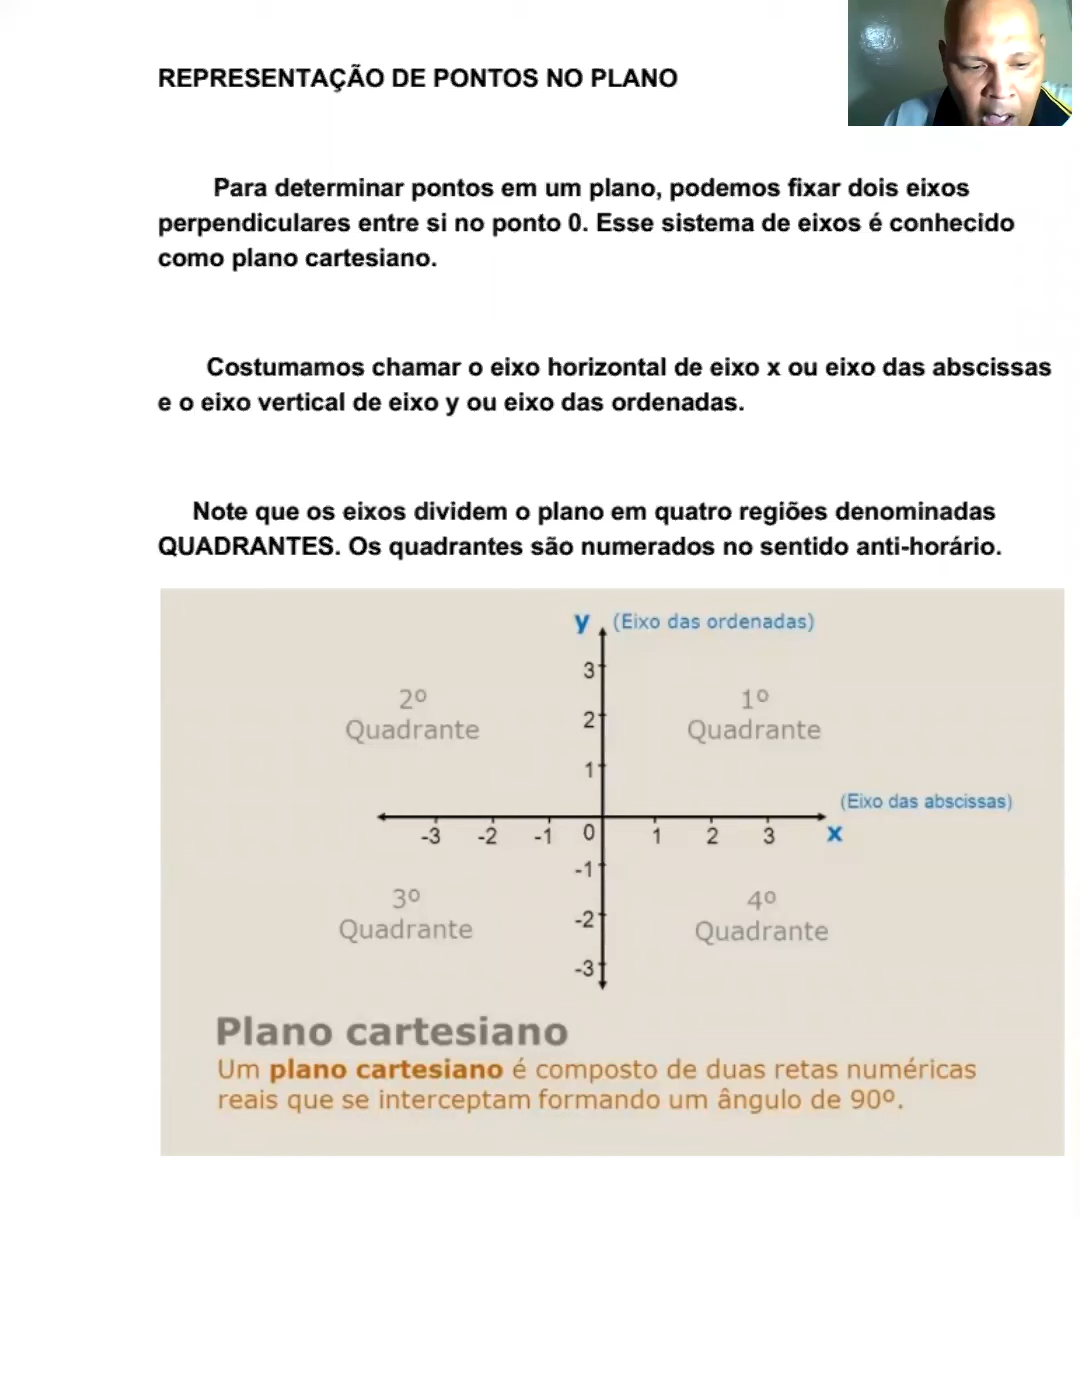 REPRESENTAÇÃO DE PONTOS NO PLANO
Para determinar pontos em um plano, podemos fixar dois eixos
perpendiculares entre si no ponto 0. Esse sistema de eixos é conhecido
como plano cartesiano.
Costumamos chamar o eixo horizontal de eixo x ou eixo das abscissas
e o eixo vertical de eixo y ou eixo das ordenadas.
Note que os eixos dividem o plano em quatro regiões denominadas
QUADRANTES. Os quadrantes são numerados no sentido anti-horário.
y (Eixo das ordenadas)
3
2º
Quadrante
1º
Quadrante
2
1
(Eixo das abscissas)
-3 -2 -1 0 1 2 3 x
-1
3º
Quadrante
4º
Quadrante
-2
-3
Plano cartesiano
Um plano cartesiano é composto de duas retas numéricas
reais que se interceptam formando um ângulo de 90º.